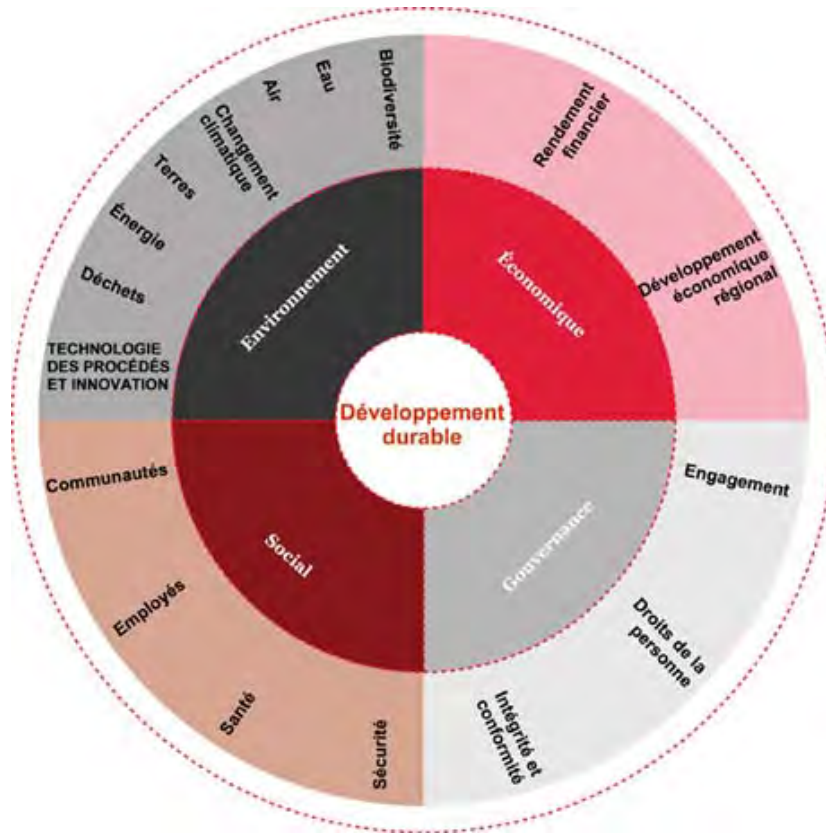 Biodiversité
Eau
Air
Changement
climatique
Terres
Énergie
Déchets
TECHNOLOGIE
DES PROCÉDÉS
ET INNOVATION
Environnement
Rendement
financier
Développement
économique
régional
Économique
Développement
durable
Communautés
Employés
Santé
Sécurité
Social
Engagement
Droits de la
personne
Intégrité et
conformité
Gouvernance